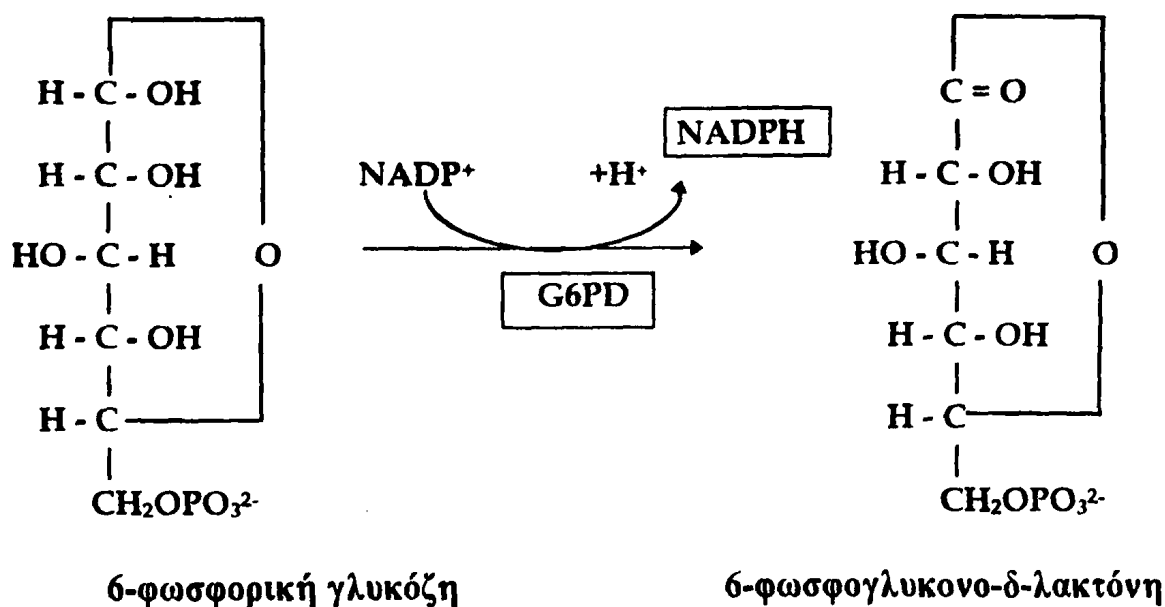 H - C - OH
H - C - OH
HO - C - H
O
H - C - OH
H - C
CH₂OPO₃²⁻
6-φωσφορική γλυκόζη
NADP⁺
+H⁺
NADPH
G6PD
C = O
H - C - OH
HO - C - H
O
H - C - OH
H - C
CH₂OPO₃²⁻
6-φωσφογλυκονο-δ-λακτόνη